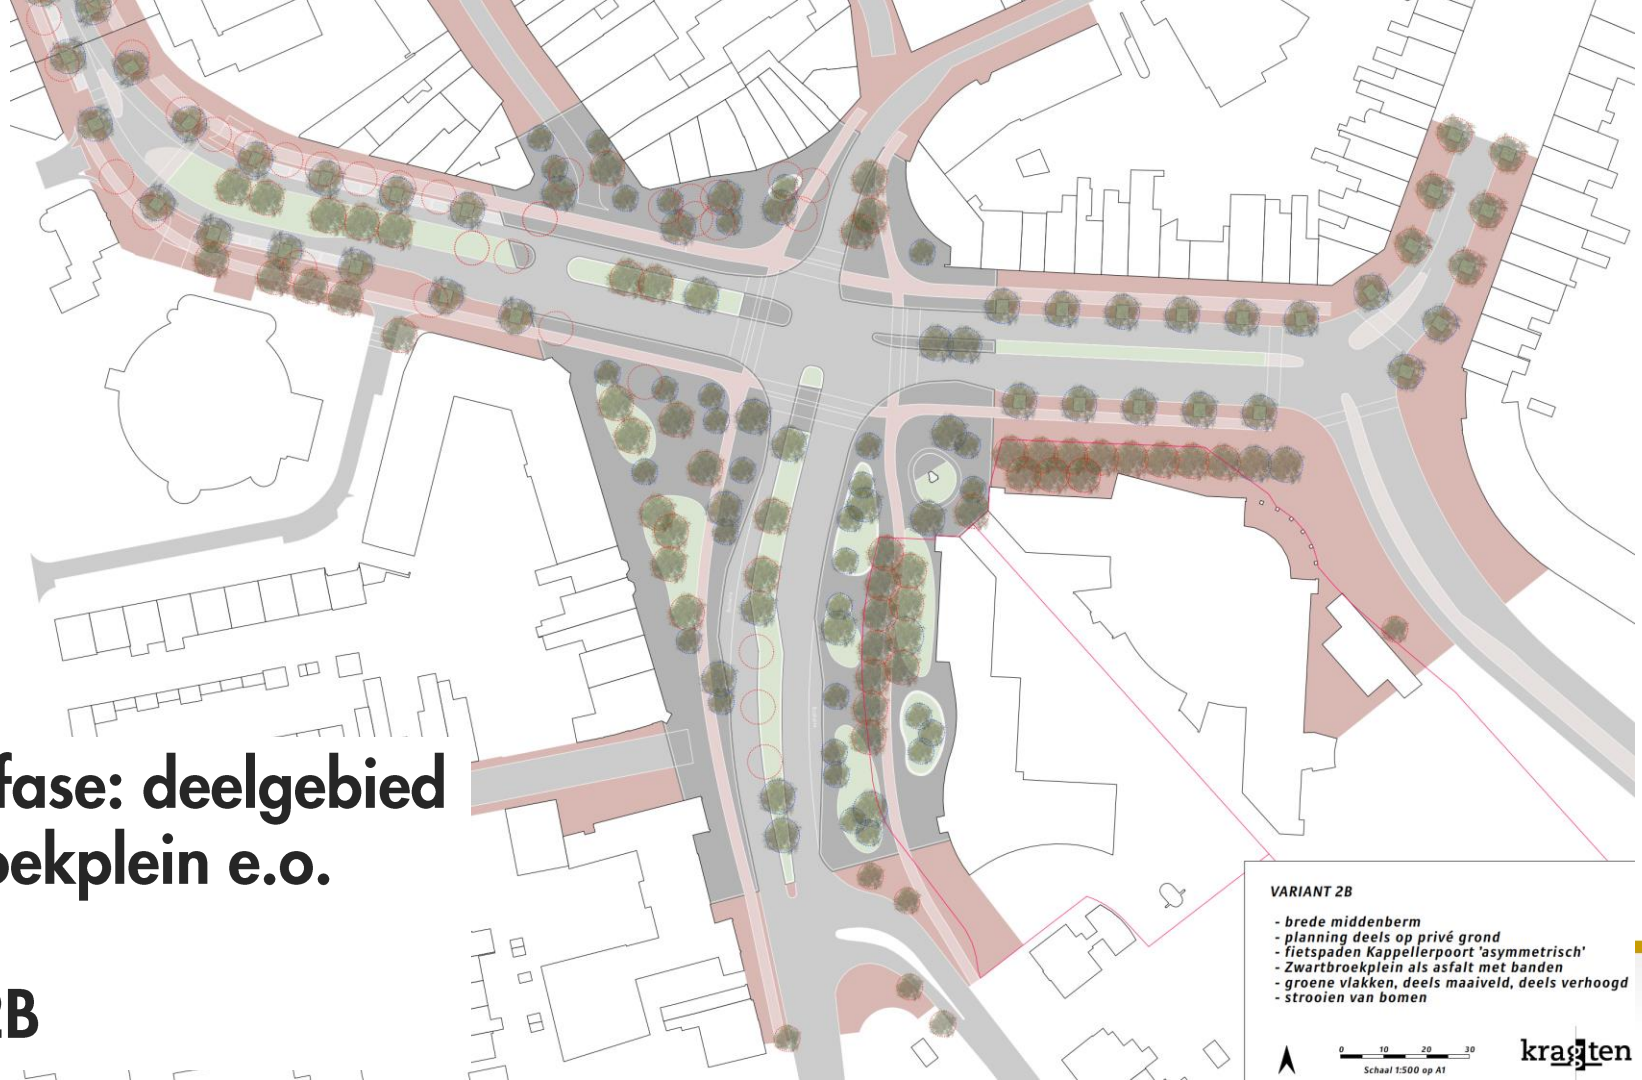 fase: deelgebied
oekplein e.o.
2B
VARIANT 2B
- brede middenberm
- planning deels op privé grond
- fietspaden Kappellerpoort 'asymmetrisch'
- Zwartbroekplein als asfalt met banden
- groene vlakken, deels maaiveld, deels verhoogd
- strooien van bomen
0 10 20 30
Schaal 1:500 op A1
kragten